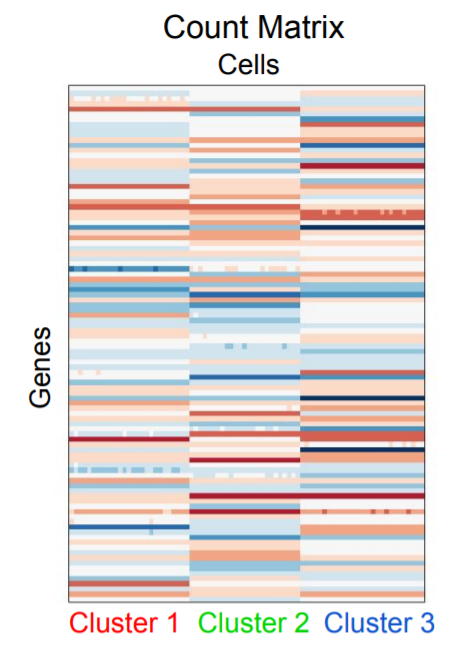 Count Matrix
Cells
Genes
Cluster 1 Cluster 2 Cluster 3